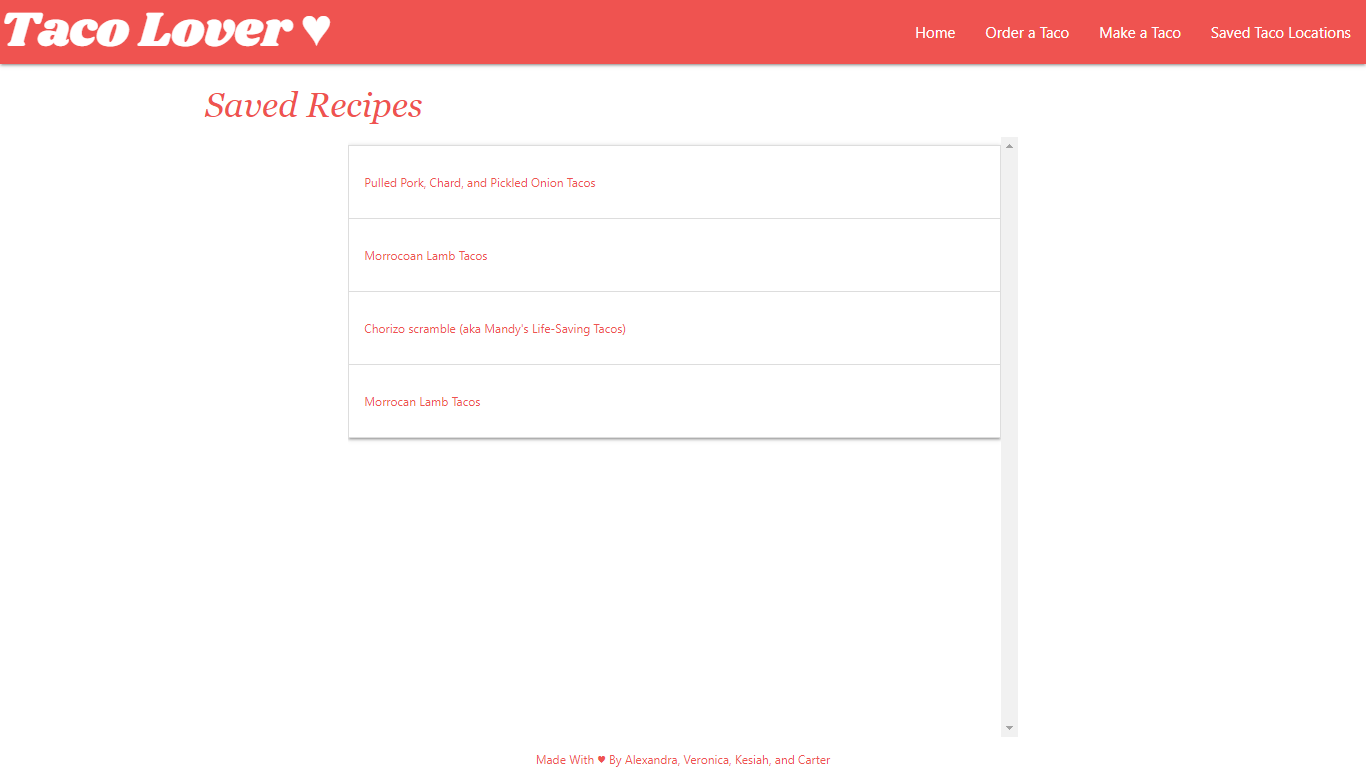 Taco Lover ♥
Home Order a Taco Make a Taco Saved Taco Locations
Saved Recipes
Pulled Pork, Chard, and Pickled Onion Tacos
Morrocoan Lamb Tacos
Chorizo scramble (aka Mandy's Life-Saving Tacos)
Morrocan Lamb Tacos
Made With ♥ By Alexandra, Veronica, Kesiah, and Carter